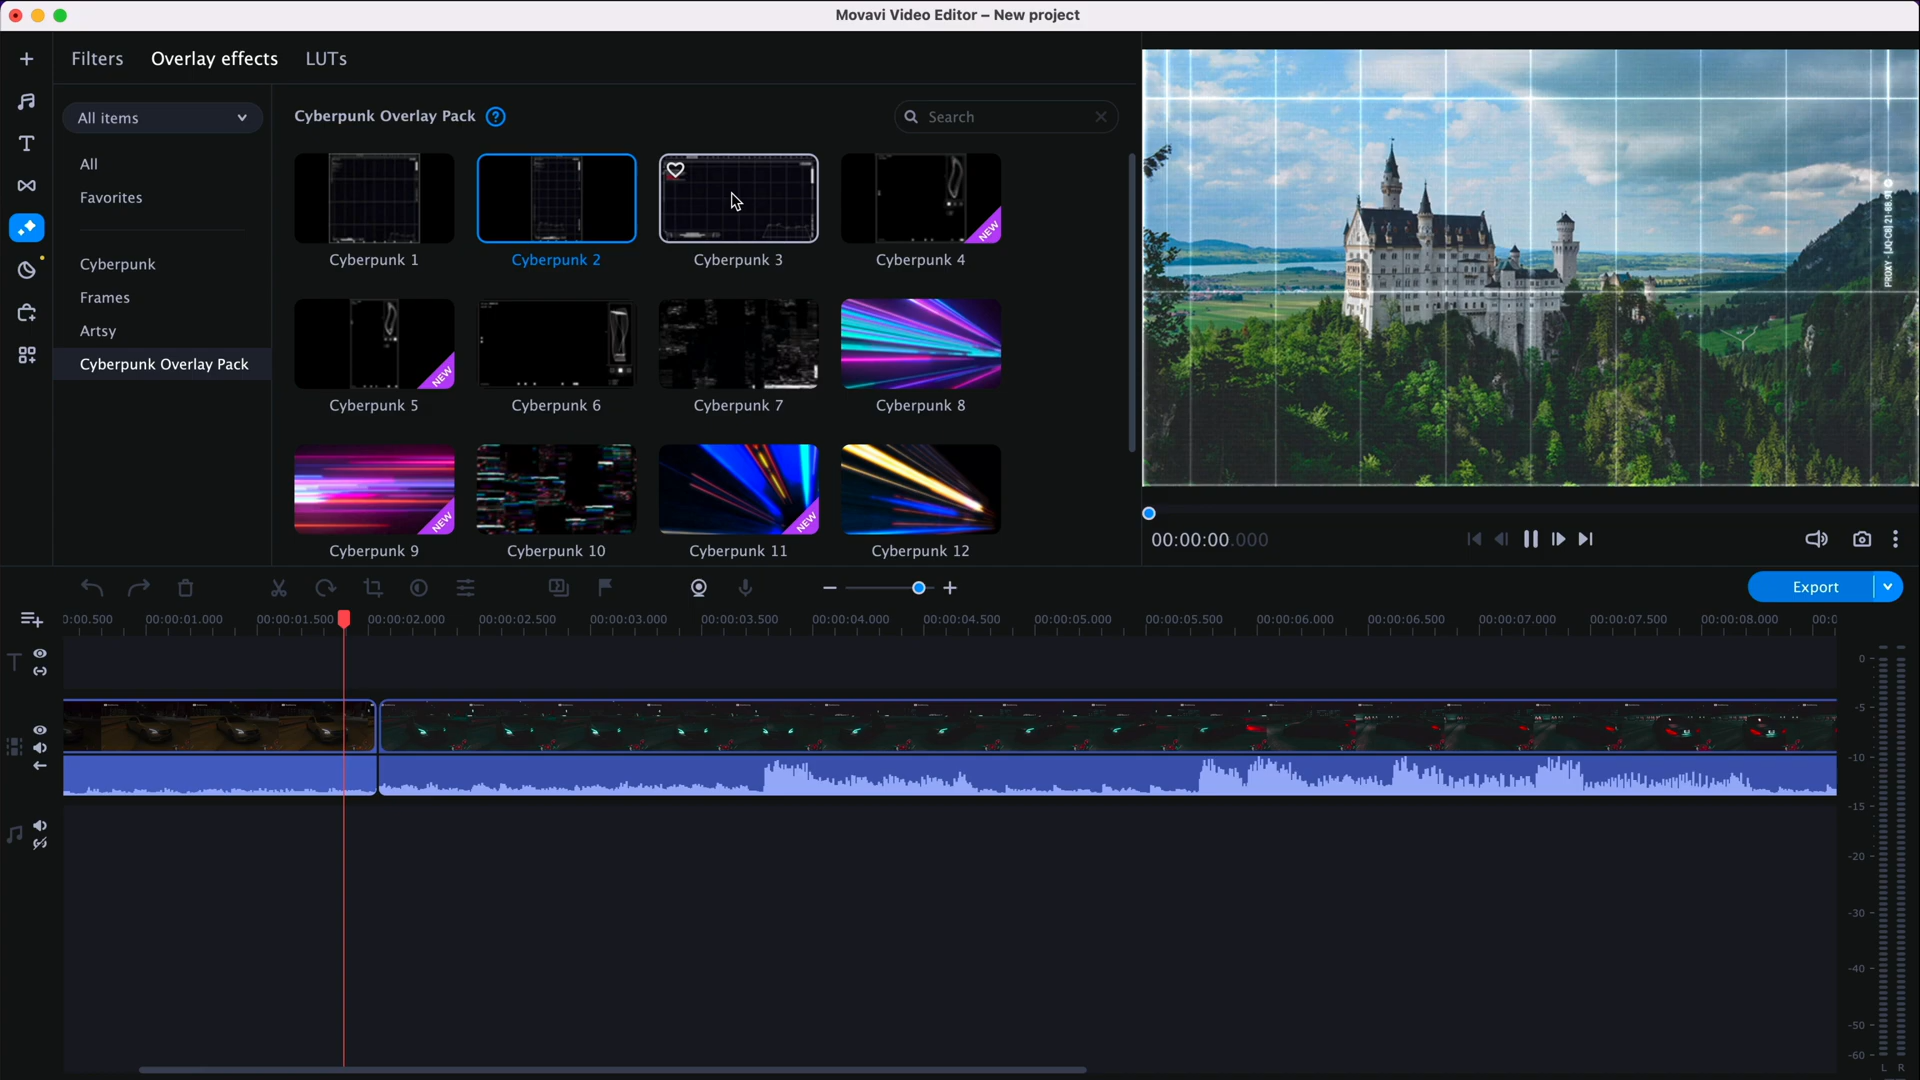 Movavi Video Editor – New project
Filters
Overlay effects
LUTs
All items
All
Favorites
Cyberpunk
Frames
Artsy
Cyberpunk Overlay Pack
Cyberpunk Overlay Pack ?
Search
Cyberpunk 1
Cyberpunk 2
Cyberpunk 3
NEW
Cyberpunk 4
NEW
Cyberpunk 5
Cyberpunk 6
Cyberpunk 7
Cyberpunk 8
NEW
Cyberpunk 9
Cyberpunk 10
NEW
Cyberpunk 11
Cyberpunk 12
00:00:00.000
Export
00:00:01.000
00:00:01.500
00:00:02.000
00:00:02.500
00:00:03.000
00:00:03.500
00:00:04.000
00:00:04.500
00:00:05.000
00:00:05.500
00:00:06.000
00:00:06.500
00:00:07.000
00:00:07.500
00:00:08.000
0
-5
-10
-15
-20
-30
-40
-50
-60
L R